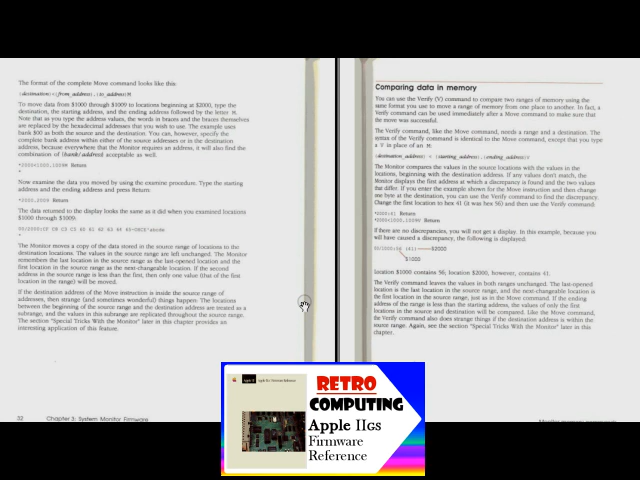 The format of the complete Move command looks like this:
{destination}<{from_address}.{to_address}M
To move data from $1000 through $1009 to locations beginning at $2000, type the
destination, the starting address, and the ending address followed by the letter M.
Note that as you type the address values, the words in braces and the braces themselves
are replaced by the hexadecimal addresses that you wish to use. The example uses
bank $00 as both the source and the destination. You can, however, specify the
complete bank address within either of the source addresses or in the destination
address, because everywhere that the Monitor requires an address, it will also find the
combination of {bank/address} acceptable as well.
*2000<1000.1009M Return
*
Now examine the data you moved by using the examine procedure. Type the starting
address and the ending address and press Return:
*2000.2009 Return
The data returned to the display looks the same as it did when you examined locations
$1000 through $1009:
*
The Monitor moves a copy of the data stored in the source range of locations to the
destination locations. The values in the source range are left unchanged. The Monitor
remembers the last location in the source range as the last-opened location and the
first location in the source range as the next-changeable location. If the second
address in the source range is less than the first, then only one value (that of the first
location in the range) will be moved.
If the destination address of the Move instruction is inside the source range of
addresses, then strange (and sometimes wonderful) things happen: The locations
between the beginning of the source range and the destination address are treated as a
subrange, and the values in this subrange are replicated throughout the source range.
The section "Special Tricks With the Monitor" later in this chapter provides an
interesting application of this feature.
52 Chapter 3: System Monitor Firmware
Comparing data in memory
You can use the Verify (V) command to compare two ranges of memory using the
same format you use to move a range of memory from one place to another. In fact, a
Verify command can be used immediately after a Move command to make sure that
the move was successful.
The Verify command, like the Move command, needs a range and a destination. The
syntax of the Verify command is identical to the Move command, except that you type
a V in place of an M:
{destination_address} < {starting_address}.{ending_address}V
The Monitor compares the values in the source locations with the values in the
locations, beginning with the destination address. If any values don't match, the
Monitor displays the first address at which a discrepancy is found and the two values
the differ. If you enter the example shown for the Move instruction and then change
one byte at the destination, you can use the Verify command to find the discrepancy.
Change the first location to hex 41 (it was hex 56) and then use the Verify command.
*2000:41 Return
*2000<1000.1009V Return
If there are no discrepancies, you will not get a display. In this example, because you
will have caused a discrepancy, the following is displayed:
00/1000:56 (41) $2000
$1000
Location $1000 contains 56; location $2000, however, contains 41.
The Verify command leaves the values in both ranges unchanged. The last-opened
location is the last location in the source range, and the next-changeable location is
the first location in the source range, just as in the Move command. If the ending
address of the range is less than the starting address, the values of only the first
locations in the source and destination will be compared. Like the Move command,
the Verify command also does strange things if the destination address is within the
source range. Again, see the section "Special Tricks With the Monitor" later in this
chapter.
RETRO
COMPUTING
Apple IIGS
Firmware
Reference